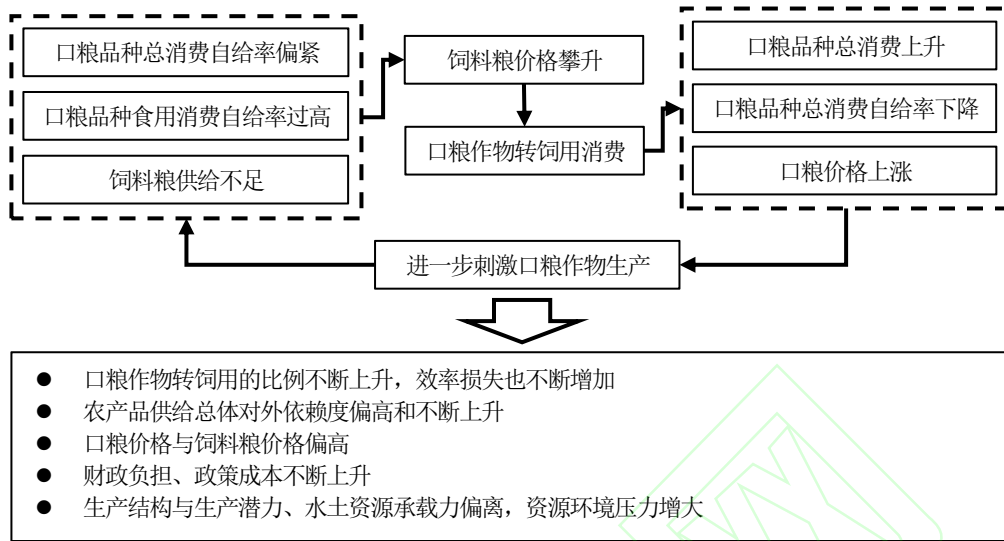 口粮品种总消费自给率偏紧
口粮品种食用消费自给率过高
饲料粮供给不足
饲料粮价格攀升
口粮作物转饲用消费
口粮品种总消费上升
口粮品种总消费自给率下降
口粮价格上涨
进一步刺激口粮作物生产
● 口粮作物转饲用的比例不断上升，效率损失也不断增加
● 农产品供给总体对外依赖度偏高和不断上升
● 口粮价格与饲料粮价格偏高
● 财政负担、政策成本不断上升
● 生产结构与生产潜力、水土资源承载力偏离，资源环境压力增大